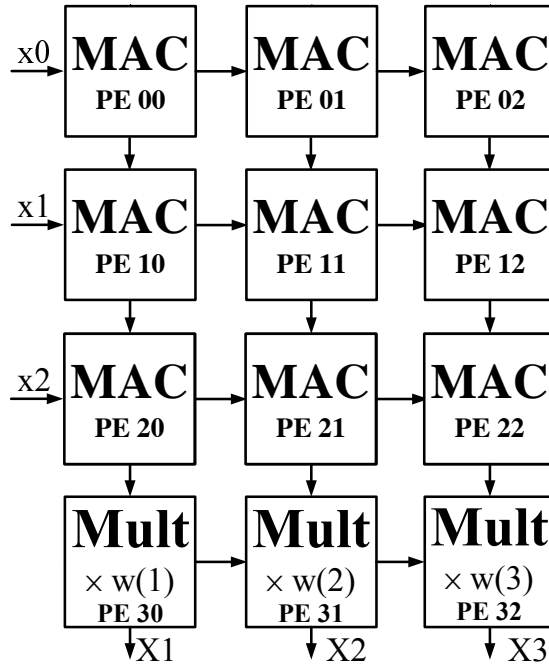 x0 MAC MAC MAC
PE 00 PE 01 PE 02
x1 MAC MAC MAC
PE 10 PE 11 PE 12
x2 MAC MAC MAC
PE 20 PE 21 PE 22
Mult Mult Mult
× w(1) × w(2) × w(3)
PE 30 PE 31 PE 32
X1 X2 X3